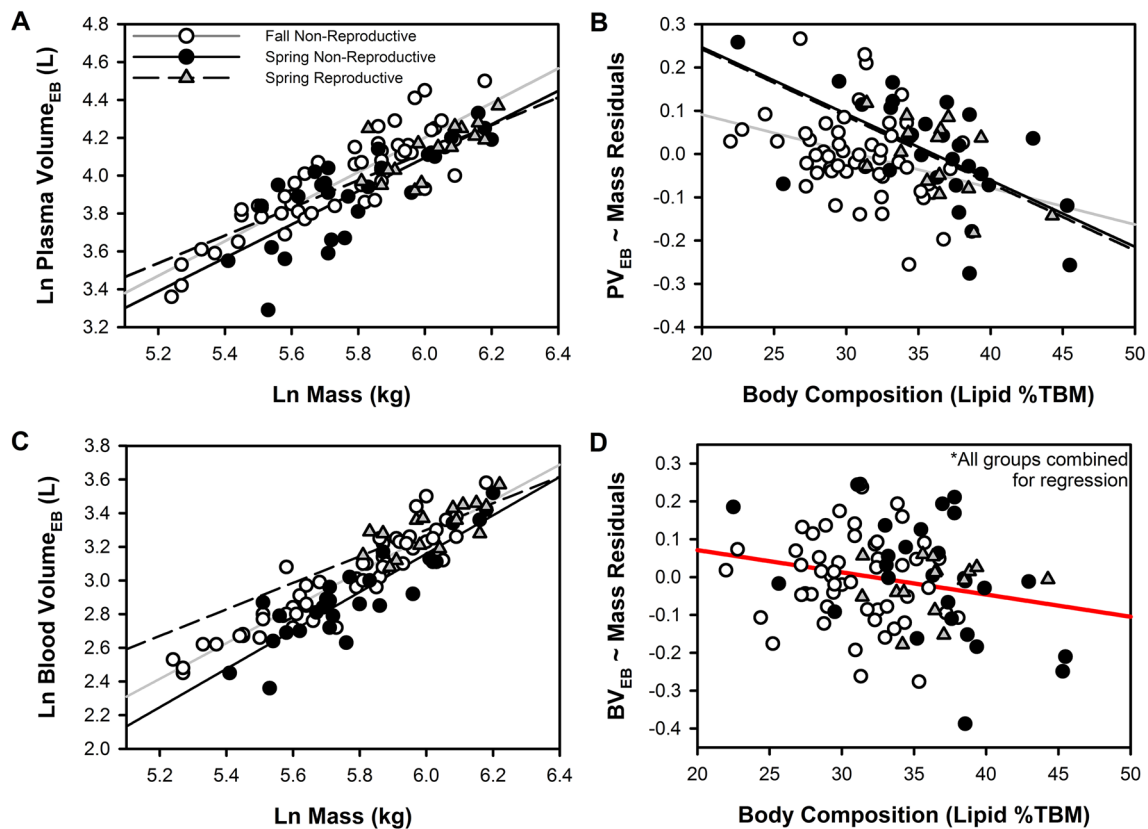 A
4.8
4.6
4.4
4.2
4.0
3.8
3.6
3.4
3.2
Ln Plasma VolumeEB (L)
Fall Non-Reproductive
Spring Non-Reproductive
Spring Reproductive
5.2 5.4 5.6 5.8 6.0 6.2 6.4
Ln Mass (kg)
B
0.3
0.2
0.1
0.0
-0.1
-0.2
-0.3
-0.4
PVEB ~ Mass Residuals
20 25 30 35 40 45 50
Body Composition (Lipid %TBM)
C
3.8
3.6
3.4
3.2
3.0
2.8
2.6
2.4
2.2
2.0
Ln Blood VolumeEB (L)
5.2 5.4 5.6 5.8 6.0 6.2 6.4
Ln Mass (kg)
D
*All groups combined
for regression
0.3
0.2
0.1
0.0
-0.1
-0.2
-0.3
-0.4
BVEB ~ Mass Residuals
20 25 30 35 40 45 50
Body Composition (Lipid %TBM)